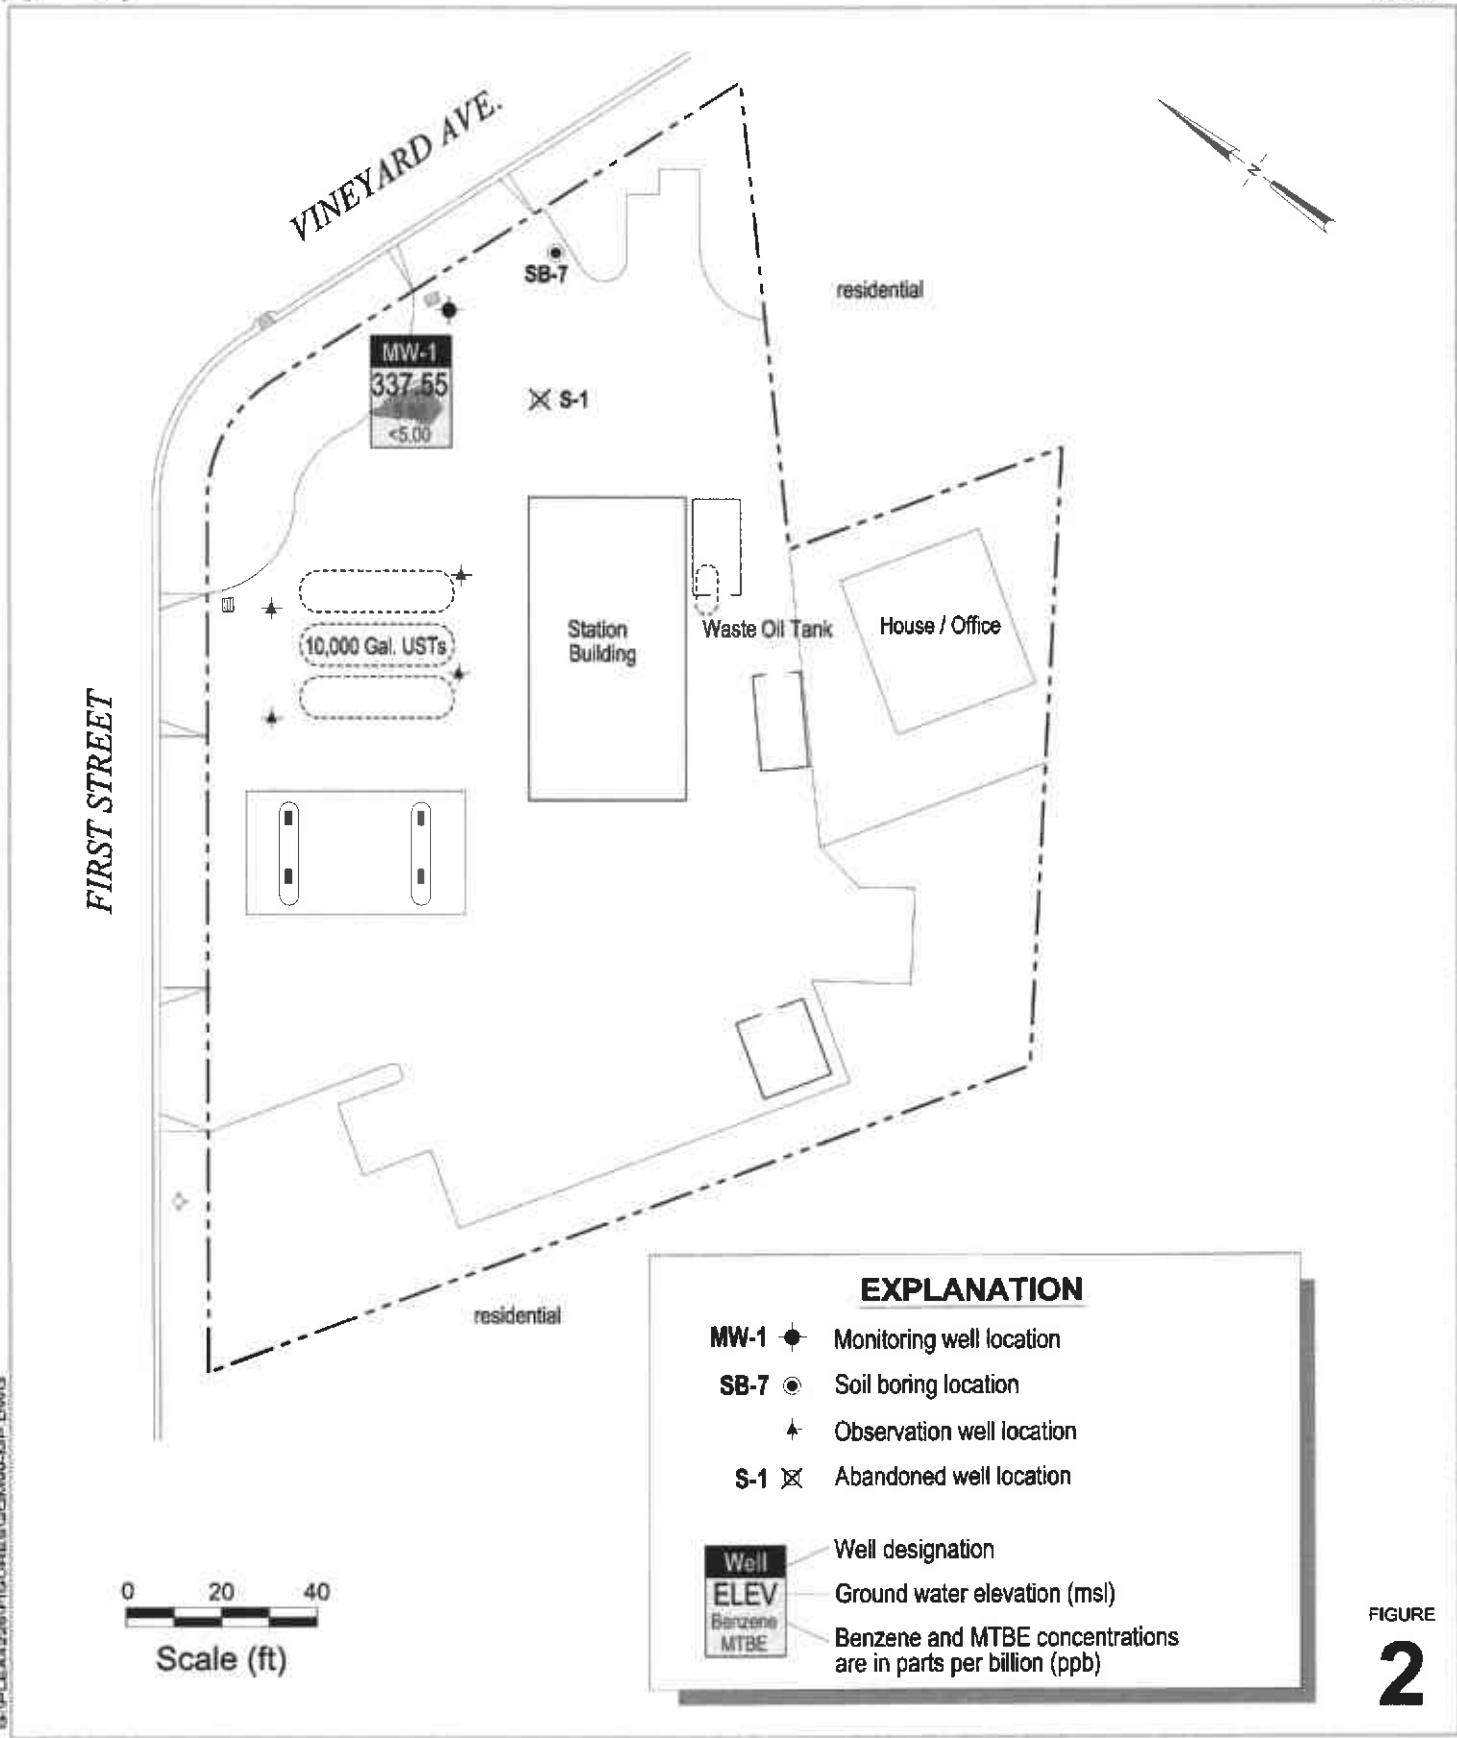 VINEYARD AVE.
N
SB-7
residential
MW-1
337.55
<5.00
S-1
Station
Building
Waste Oil Tank
House / Office
10,000 Gal. USTs
FIRST STREET
residential
EXPLANATION
MW-1 Monitoring well location
SB-7 Soil boring location
Observation well location
S-1 Abandoned well location
Well
ELEV
Benzene
MTBE
Well designation
Ground water elevation (msl)
Benzene and MTBE concentrations
are in parts per billion (ppb)
0 20 40
Scale (ft)
FIGURE
2